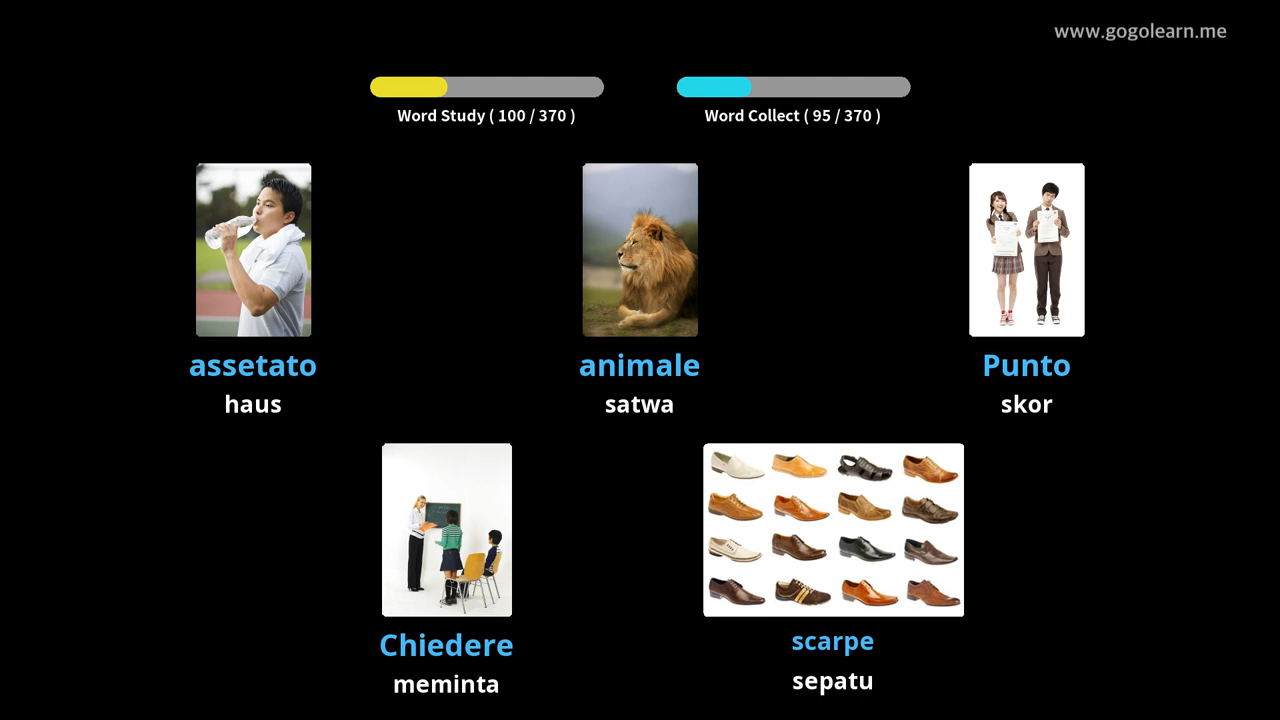 www.gogolearn.me
Word Study ( 100 / 370 )
Word Collect ( 95 / 370 )
assetato
haus
animale
satwa
Punto
skor
Chiedere
meminta
scarpe
sepatu